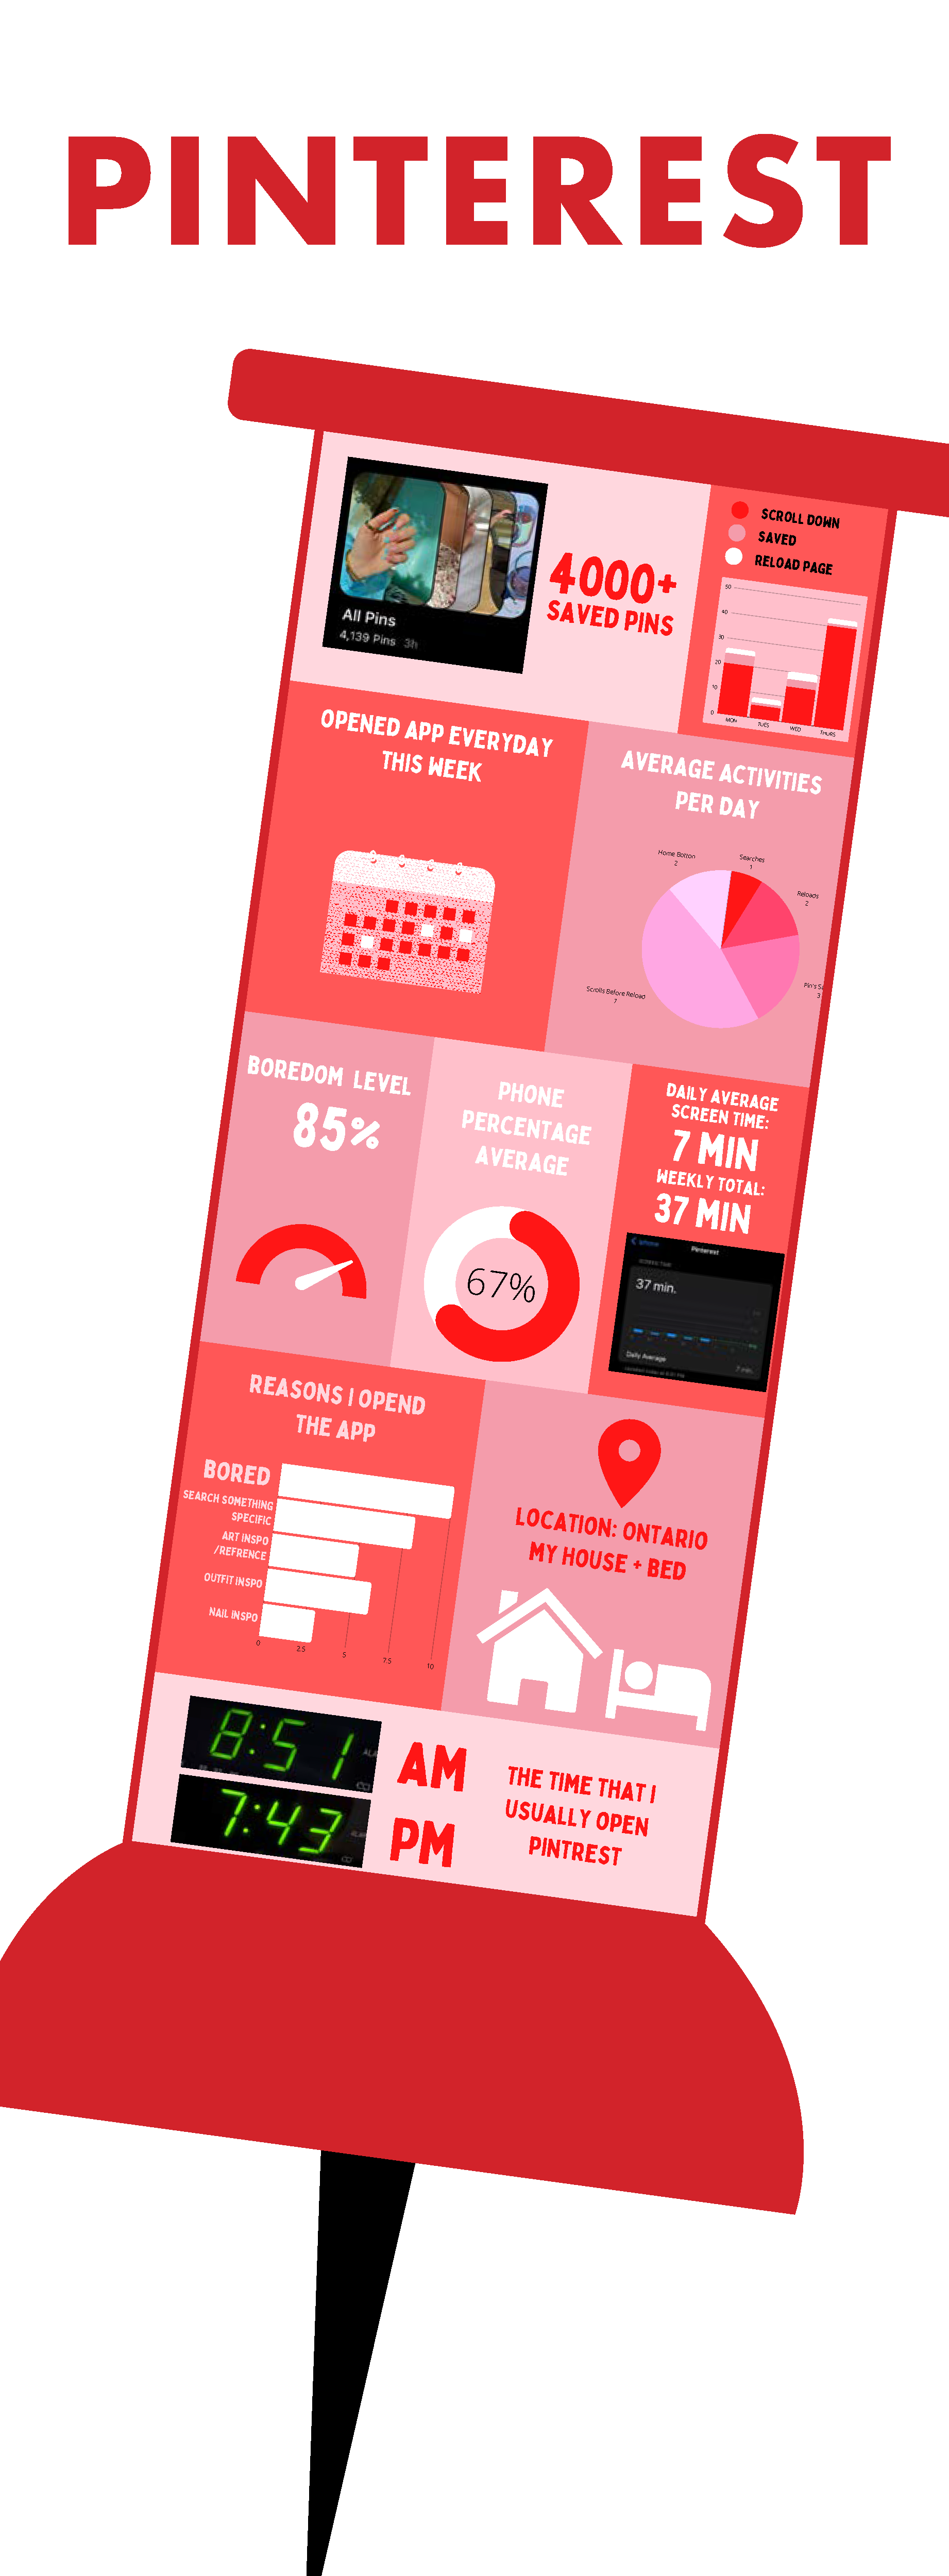 PINTEREST
All Pins
4,139 Pins 3h
4000+
SAVED PINS
SCROLL DOWN
SAVED
RELOAD PAGE
50
40
30
20
10
0
MON
TUES
WED
THURS
OPENED APP EVERYDAY
THIS WEEK
AVERAGE ACTIVITIES
PER DAY
Home Botton
2
Searches
1
Reloads
2
Pin's S
3
Scrolls Before Reload
7
BOREDOM LEVEL
85%
PHONE
PERCENTAGE
AVERAGE
67%
DAILY AVERAGE
SCREEN TIME:
7 MIN
WEEKLY TOTAL:
37 MIN
Pinterest
SCREEN TIME
37 min.
Daily Average
7 min.
REASONS I OPEND
THE APP
BORED
SEARCH SOMETHING
SPECIFIC
ART INSPO
/REFRENCE
OUTFIT INSPO
NAIL INSPO
0
2.5
5
7.5
10
LOCATION: ONTARIO
MY HOUSE + BED
8:51
AM
7:43
PM
THE TIME THAT I
USUALLY OPEN
PINTREST